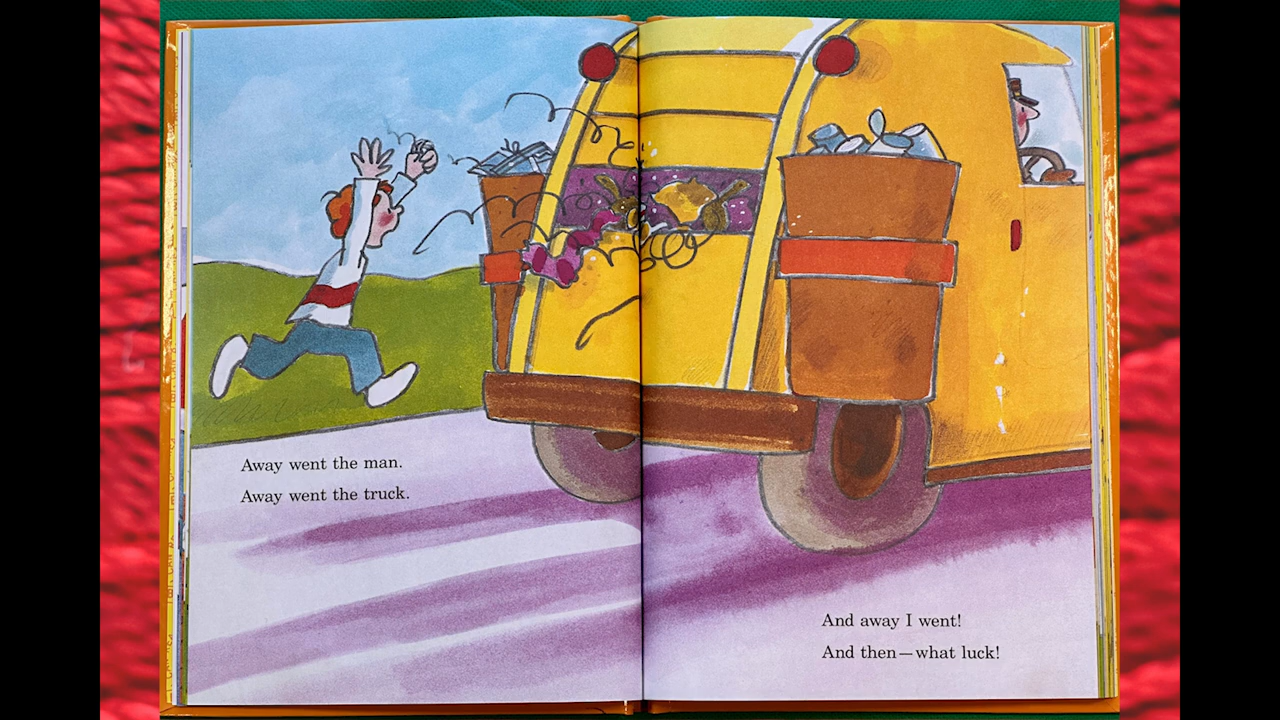 Away went the man.
Away went the truck.
And away I went!
And then—what luck!